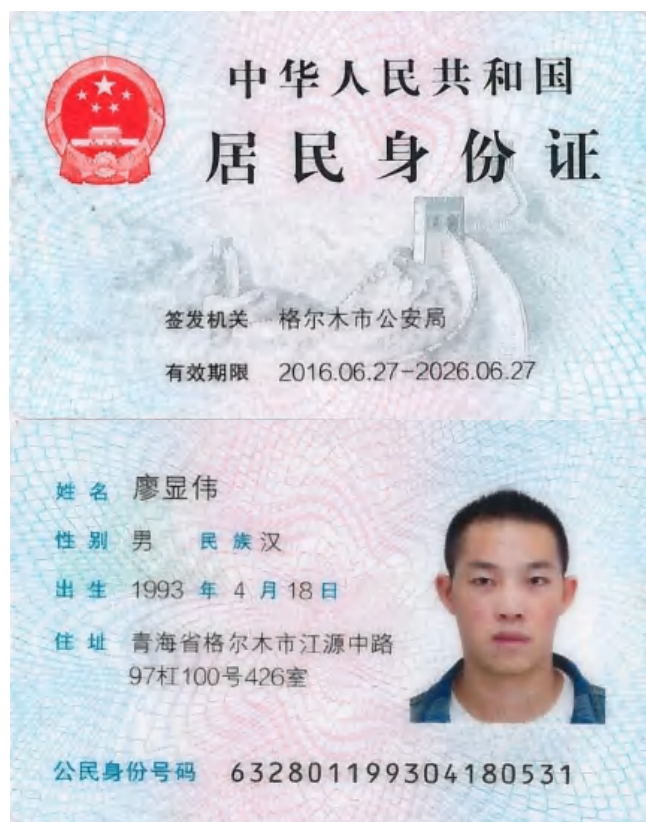 中华人民共和国
居民身份证
签发机关 格尔木市公安局
有效期限 2016.06.27-2026.06.27
姓名 廖显伟
性别 男 民族 汉
出生 1993 年 4 月 18 日
住址 青海省格尔木市江源中路
97杠100号426室
公民身份号码 632801199304180531